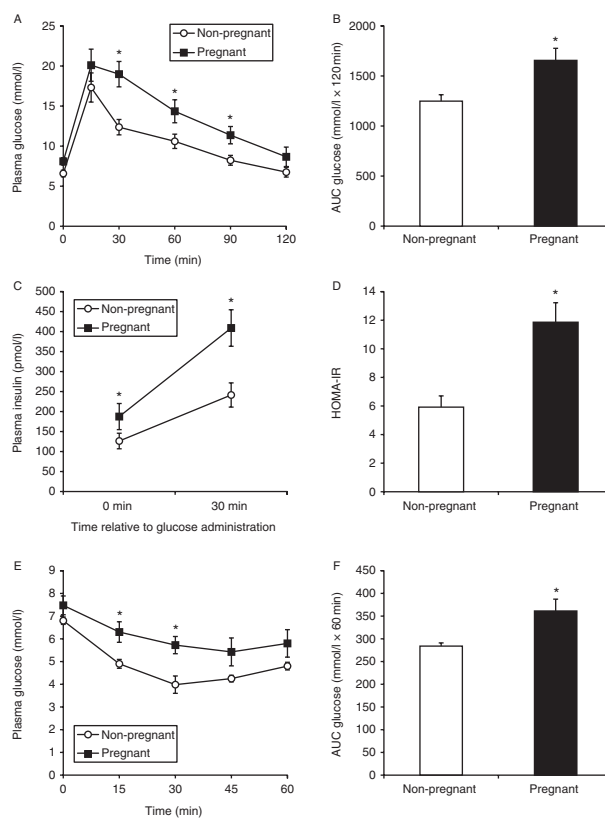 A
Plasma glucose (mmol/l)
25
20
15
10
5
0
*
*
*
Non-pregnant
Pregnant
0 30 60 90 120
Time (min)
B
AUC glucose (mmol/l × 120 min)
2000
1500
1000
500
0
*
Non-pregnant Pregnant
C
Plasma insulin (pmol/l)
500
450
400
350
300
250
200
150
100
50
0
Non-pregnant
Pregnant
*
*
0 min 30 min
Time relative to glucose administration
D
HOMA-IR
14
12
10
8
6
4
2
0
*
Non-pregnant Pregnant
E
Plasma glucose (mmol/l)
9
8
7
6
5
4
3
2
1
0
*
*
Non-pregnant
Pregnant
0 15 30 45 60
Time (min)
F
AUC glucose (mmol/l × 60 min)
450
400
350
300
250
200
150
100
50
0
*
Non-pregnant Pregnant